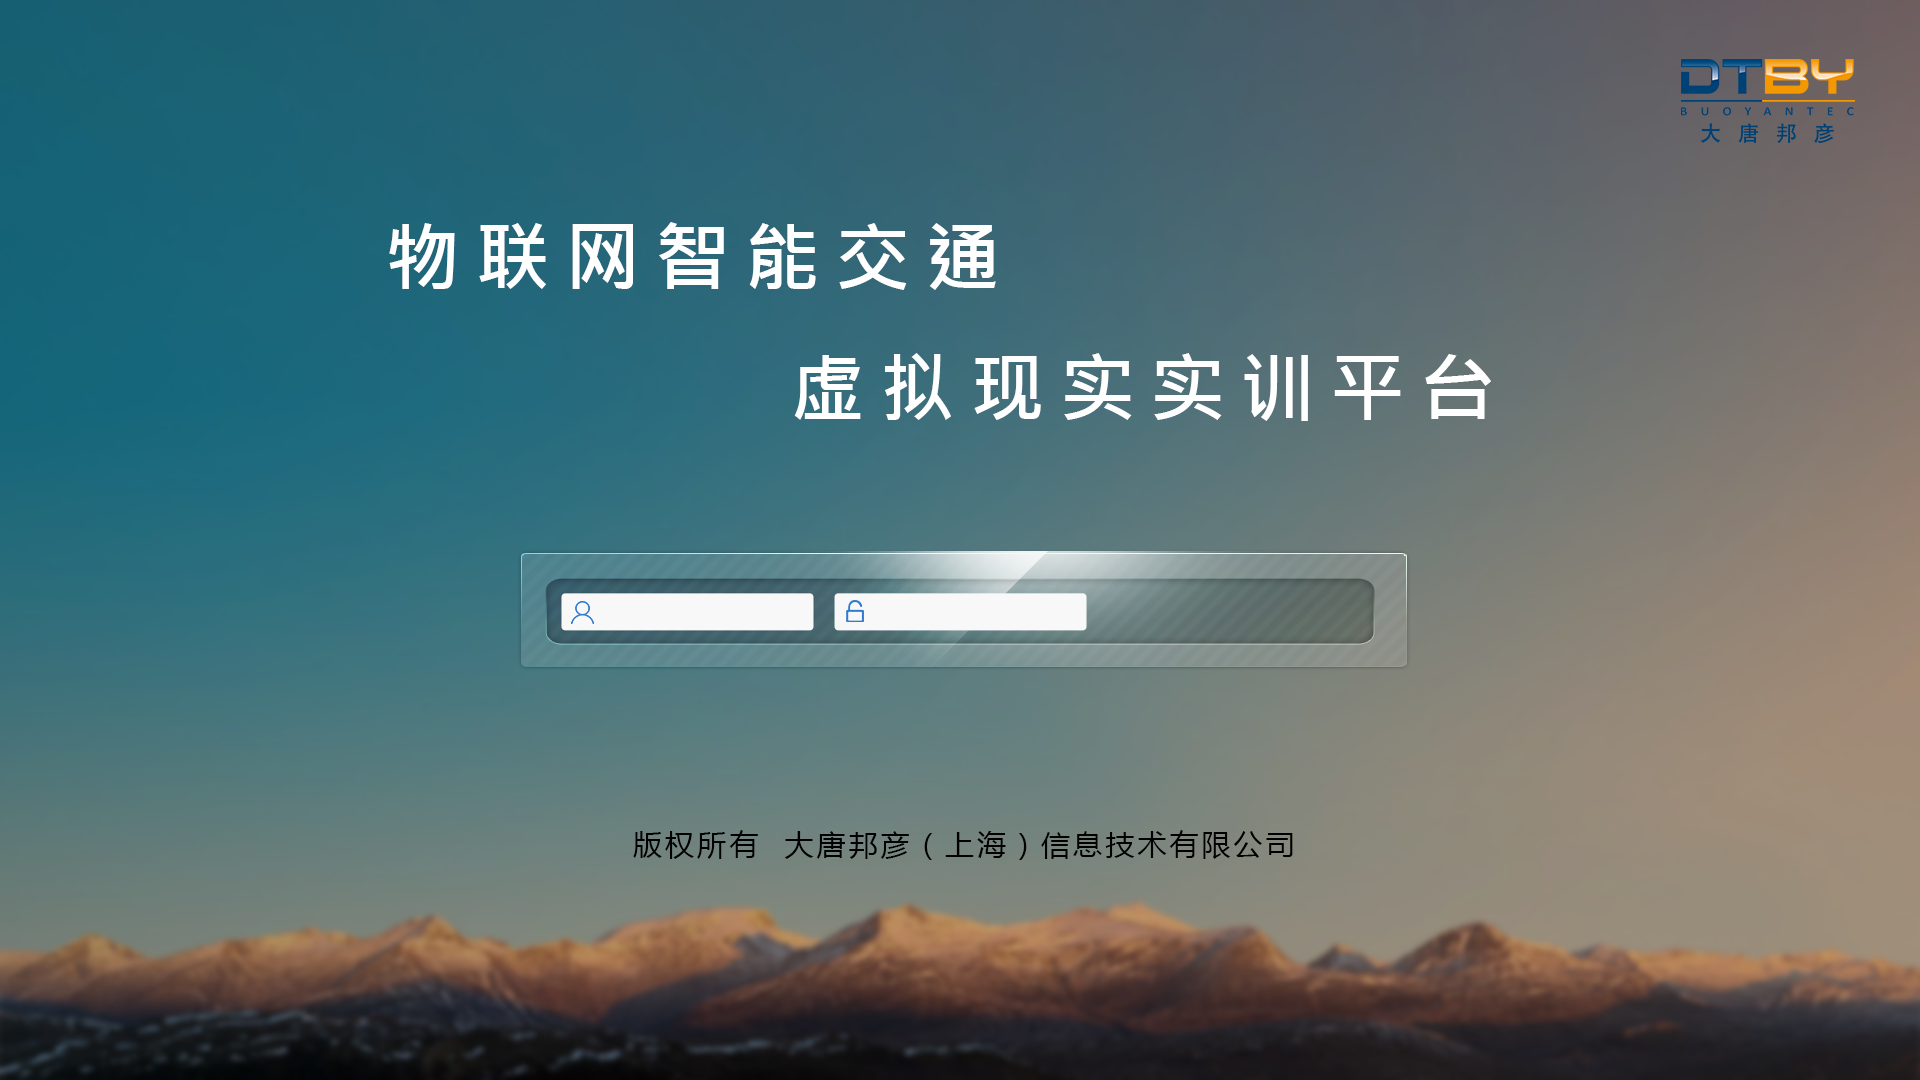 DTBY
BUOYANTEC
大唐邦彦
物联网智能交通
虚拟现实实训平台
版权所有 大唐邦彦（上海）信息技术有限公司